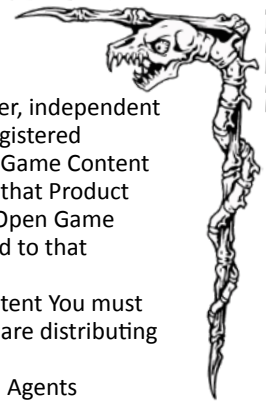 er, independent
gistered
Game Content
that Product
Open Game
d to that
tent You must
are distributing
Agents